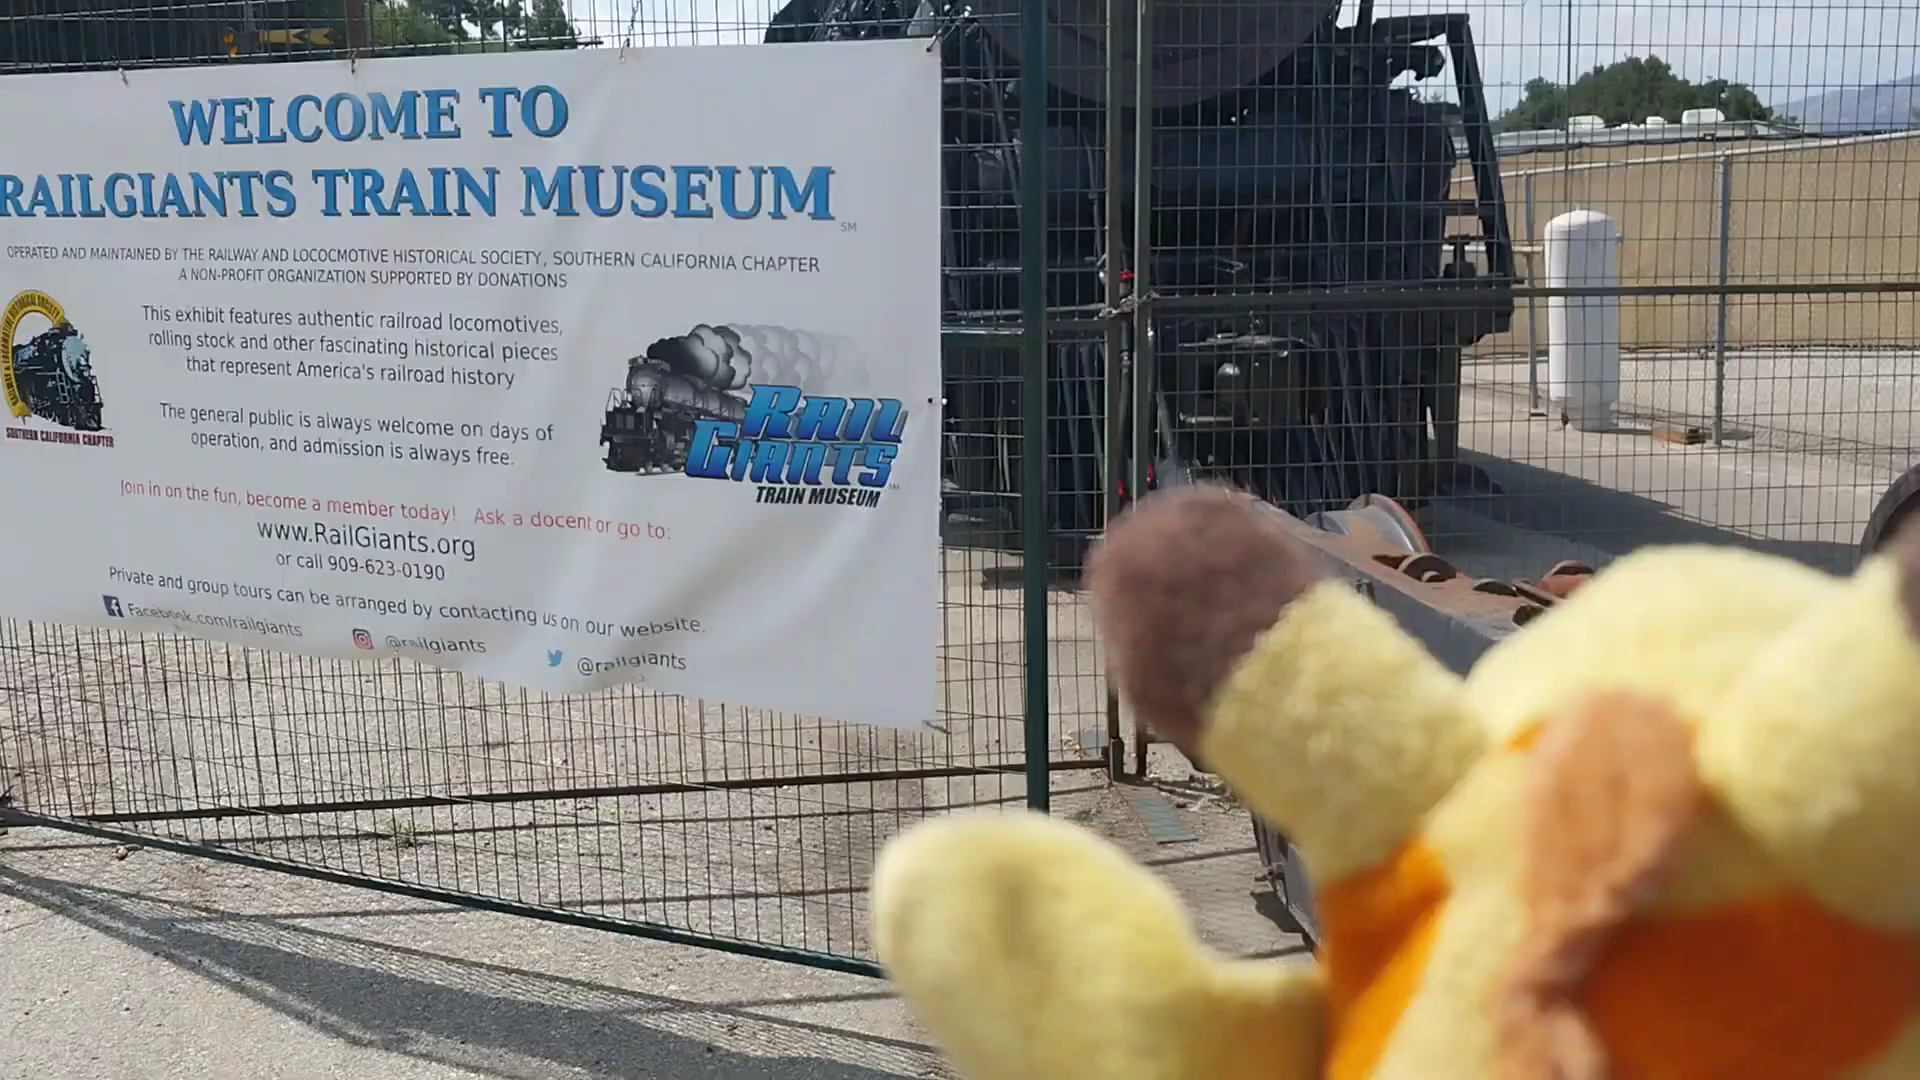 WELCOME TO
RAILGIANTS TRAIN MUSEUM
SM
OPERATED AND MAINTAINED BY THE RAILWAY AND LOCOCMOTIVE HISTORICAL SOCIETY, SOUTHERN CALIFORNIA CHAPTER
A NON-PROFIT ORGANIZATION SUPPORTED BY DONATIONS
This exhibit features authentic railroad locomotives,
rolling stock and other fascinating historical pieces
that represent America's railroad history
The general public is always welcome on days of
operation, and admission is always free.
RAIL
GIANTS
SM
TRAIN MUSEUM
RAILWAY & LOCOMOTIVE HISTORICAL SOCIETY
SOUTHERN CALIFORNIA CHAPTER
Join in on the fun, become a member today! Ask a docent or go to:
www.RailGiants.org
or call 909-623-0190
Private and group tours can be arranged by contacting us on our website.
Facebook.com/railgiants
@railgiants
@railgiants